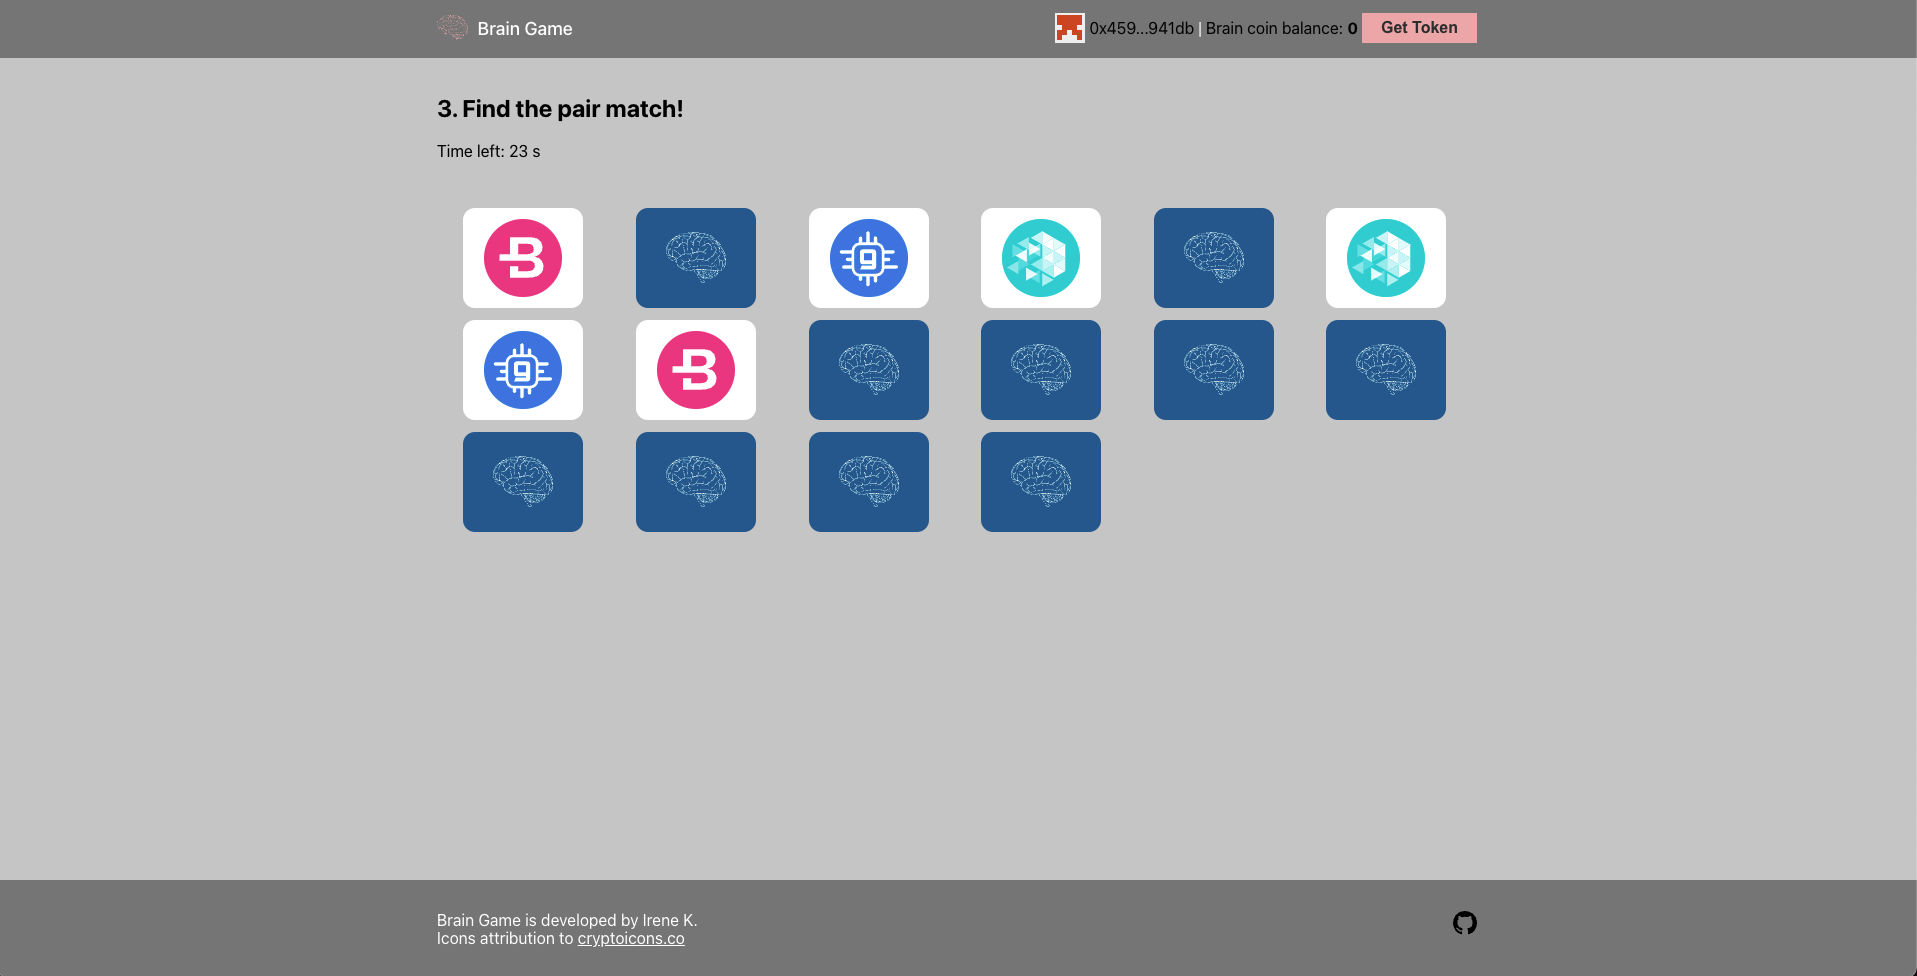 Brain Game
0x459...941db | Brain coin balance: 0
Get Token
3. Find the pair match!
Time left: 23 s
B
g
g
B
Brain Game is developed by Irene K.
Icons attribution to cryptoicons.co